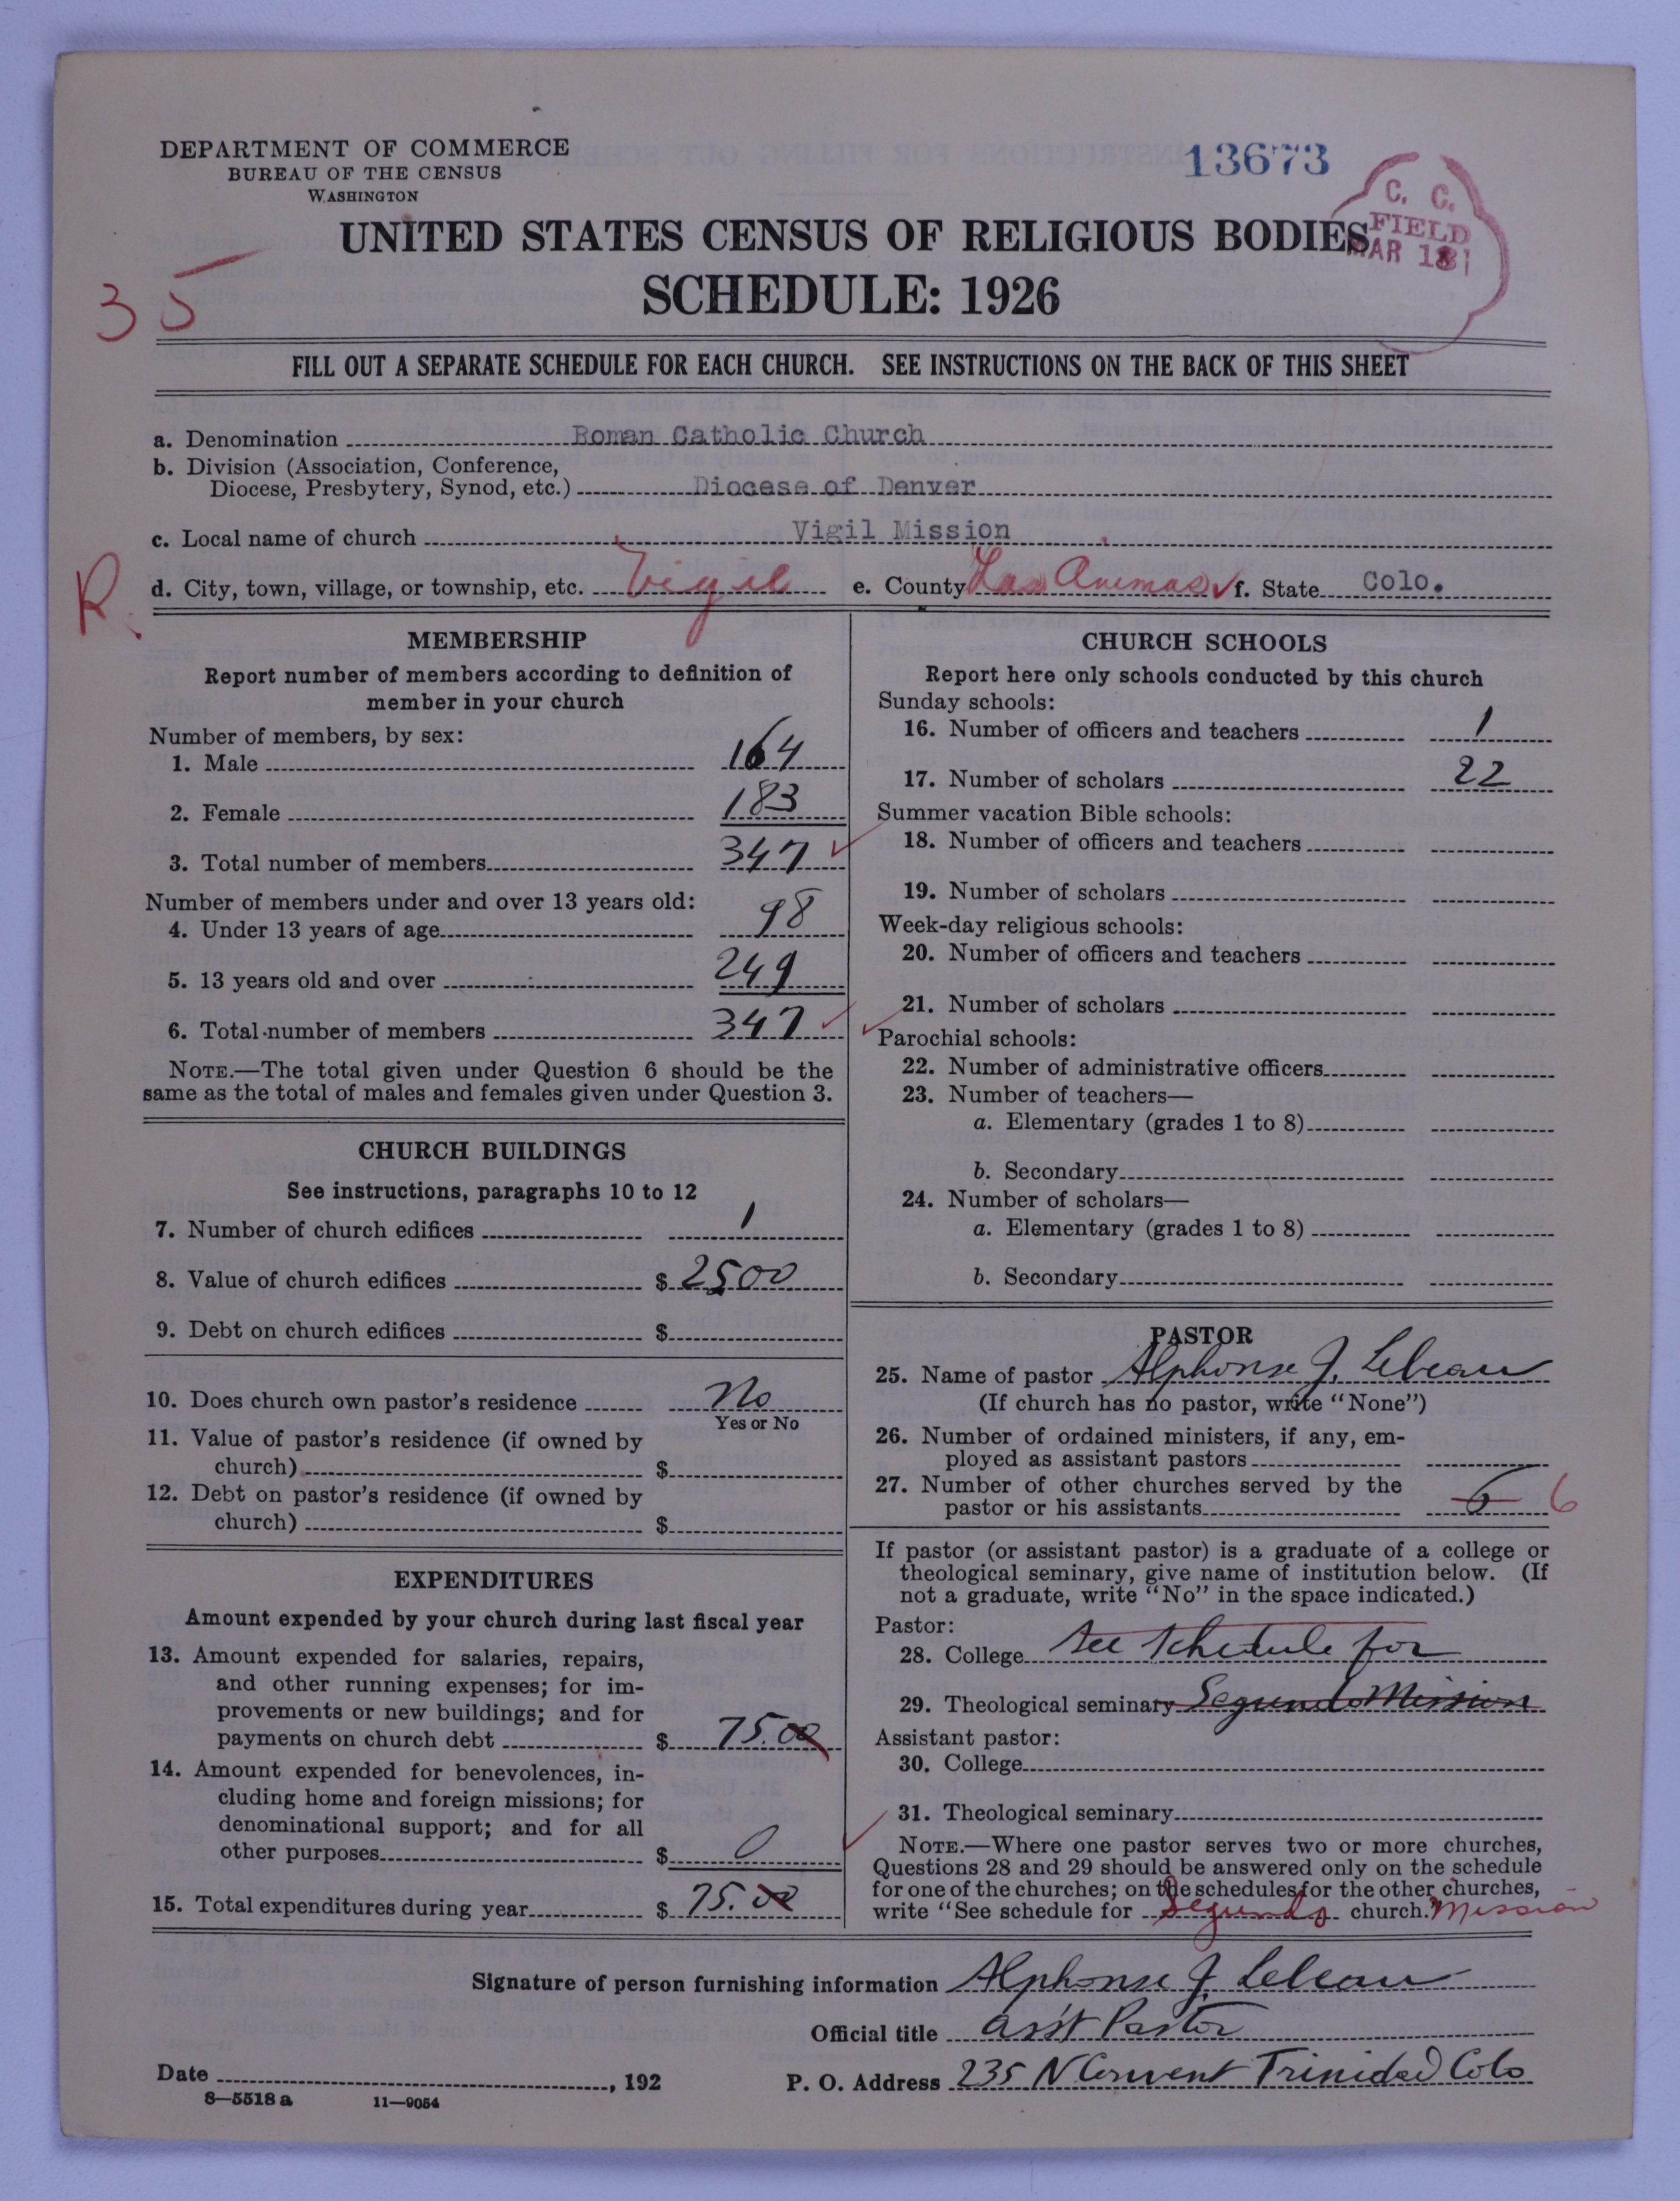 DEPARTMENT OF COMMERCE
BUREAU OF THE CENSUS
WASHINGTON
13673
C. C.
FIELD
MAR 18
UNITED STATES CENSUS OF RELIGIOUS BODIES
SCHEDULE: 1926
35
FILL OUT A SEPARATE SCHEDULE FOR EACH CHURCH. SEE INSTRUCTIONS ON THE BACK OF THIS SHEET
a. Denomination Roman Catholic Church
b. Division (Association, Conference,
Diocese, Presbytery, Synod, etc.) Diocese of Denver
c. Local name of church Vigil Mission
R. d. City, town, village, or township, etc. Vigil e. County Las Animas f. State Colo.
MEMBERSHIP
Report number of members according to definition of
member in your church
Number of members, by sex:
1. Male 164
2. Female 183
3. Total number of members 347
Number of members under and over 13 years old:
4. Under 13 years of age 98
5. 13 years old and over 249
6. Total number of members 347
NOTE.—The total given under Question 6 should be the
same as the total of males and females given under Question 3.
CHURCH BUILDINGS
See instructions, paragraphs 10 to 12
7. Number of church edifices 1
8. Value of church edifices $ 2500
9. Debt on church edifices $
10. Does church own pastor's residence No
Yes or No
11. Value of pastor's residence (if owned by
church) $
12. Debt on pastor's residence (if owned by
church) $
EXPENDITURES
Amount expended by your church during last fiscal year
13. Amount expended for salaries, repairs,
and other running expenses; for im-
provements or new buildings; and for
payments on church debt $ 75.00
14. Amount expended for benevolences, in-
cluding home and foreign missions; for
denominational support; and for all
other purposes $ 0
15. Total expenditures during year $ 75.00
CHURCH SCHOOLS
Report here only schools conducted by this church
Sunday schools:
16. Number of officers and teachers 1
17. Number of scholars 22
Summer vacation Bible schools:
18. Number of officers and teachers
19. Number of scholars
Week-day religious schools:
20. Number of officers and teachers
21. Number of scholars
Parochial schools:
22. Number of administrative officers
23. Number of teachers—
a. Elementary (grades 1 to 8)
b. Secondary
24. Number of scholars—
a. Elementary (grades 1 to 8)
b. Secondary
PASTOR
25. Name of pastor Alphonse J. Lebeau
(If church has no pastor, write "None")
26. Number of ordained ministers, if any, em-
ployed as assistant pastors
27. Number of other churches served by the
pastor or his assistants 6 6
If pastor (or assistant pastor) is a graduate of a college or
theological seminary, give name of institution below. (If
not a graduate, write "No" in the space indicated.)
Pastor:
28. College See Schedule for
29. Theological seminary Segundo Mission
Assistant pastor:
30. College
31. Theological seminary
NOTE.—Where one pastor serves two or more churches,
Questions 28 and 29 should be answered only on the schedule
for one of the churches; on the schedules for the other churches,
write "See schedule for Segundo church. Mission
Signature of person furnishing information Alphonse J. Lebeau
Official title Ass't Pastor
Date , 192 P. O. Address 235 N Convent Trinidad Colo
8—5518 a 11—9054